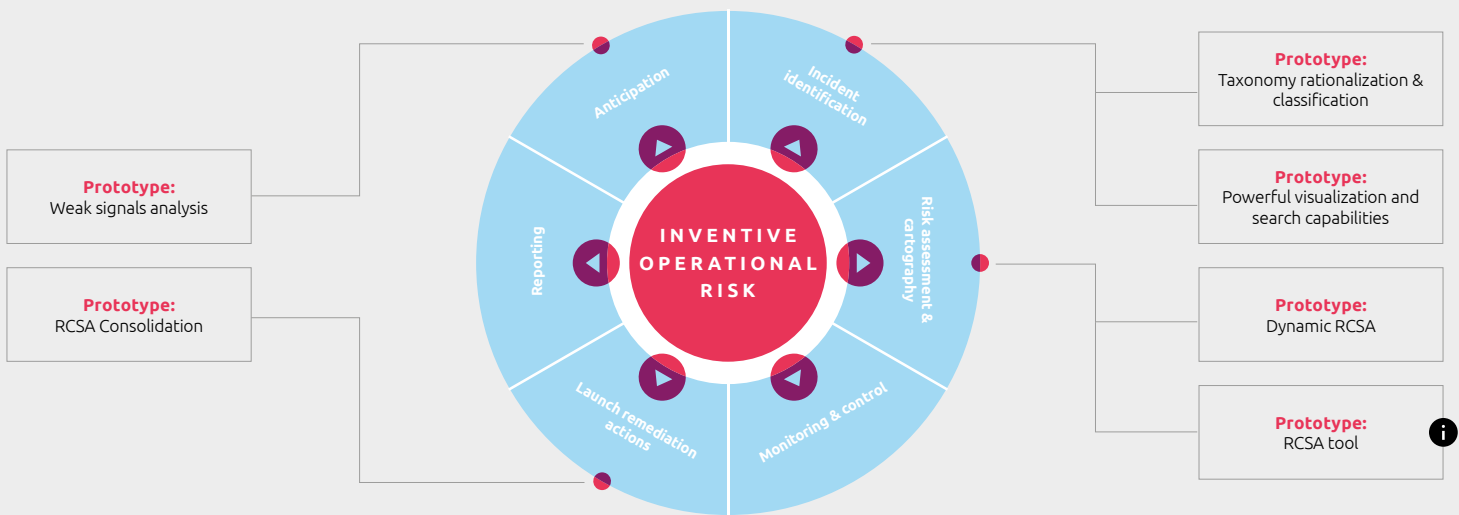 Anticipation
Incident
identification
Risk assessment &
cartography
Monitoring & control
Launch remediation
actions
Reporting
INVENTIVE
OPERATIONAL
RISK
Prototype:
Weak signals analysis
Prototype:
RCSA Consolidation
Prototype:
Taxonomy rationalization &
classification
Prototype:
Powerful visualization and
search capabilities
Prototype:
Dynamic RCSA
Prototype:
RCSA tool
i